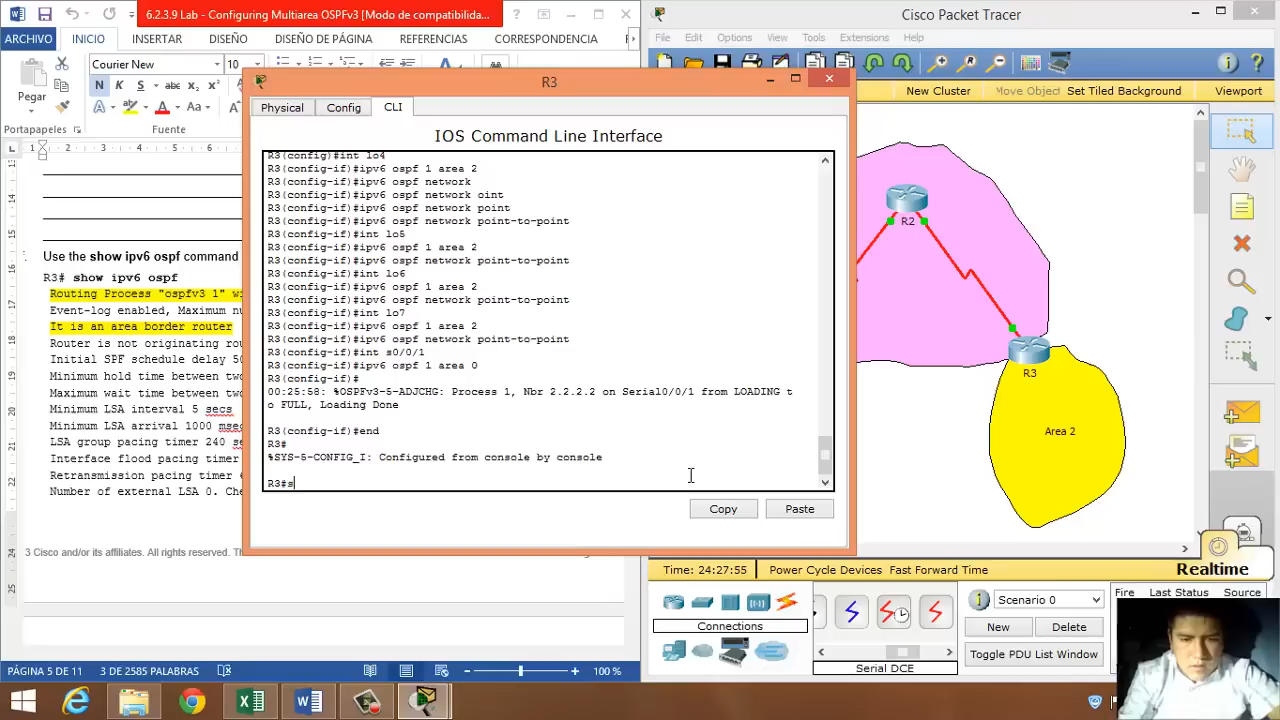 6.2.3.9 Lab - Configuring Multiarea OSPFv3 [Modo de compatibilida...
ARCHIVO
INICIO
INSERTAR
DISEÑO
DISEÑO DE PÁGINA
REFERENCIAS
CORRESPONDENCIA
Courier New
10
Pegar
N K S abc x₂ x²
Portapapeles
Fuente
Use the show ipv6 ospf command
R3# show ipv6 ospf
Routing Process "ospfv3 1" wi
Event-log enabled, Maximum nu
It is an area border router
Router is not originating rou
Initial SPF schedule delay 50
Minimum hold time between two
Maximum wait time between two
Minimum LSA interval 5 secs
Minimum LSA arrival 1000 msec
LSA group pacing timer 240 se
Interface flood pacing timer
Retransmission pacing timer 6
Number of external LSA 0. Che
3 Cisco and/or its affiliates. All rights reserved. Th
PÁGINA 5 DE 11
3 DE 2585 PALABRAS
100 %
R3
Physical
Config
CLI
IOS Command Line Interface
R3(config)#int lo4
R3(config-if)#ipv6 ospf 1 area 2
R3(config-if)#ipv6 ospf network
R3(config-if)#ipv6 ospf network oint
R3(config-if)#ipv6 ospf network point
R3(config-if)#ipv6 ospf network point-to-point
R3(config-if)#int lo5
R3(config-if)#ipv6 ospf 1 area 2
R3(config-if)#ipv6 ospf network point-to-point
R3(config-if)#int lo6
R3(config-if)#ipv6 ospf 1 area 2
R3(config-if)#ipv6 ospf network point-to-point
R3(config-if)#int lo7
R3(config-if)#ipv6 ospf 1 area 2
R3(config-if)#ipv6 ospf network point-to-point
R3(config-if)#int s0/0/1
R3(config-if)#ipv6 ospf 1 area 0
R3(config-if)#
00:25:58: %OSPFv3-5-ADJCHG: Process 1, Nbr 2.2.2.2 on Serial0/0/1 from LOADING t
o FULL, Loading Done
R3(config-if)#end
R3#
%SYS-5-CONFIG_I: Configured from console by console
R3#s
Copy
Paste
Cisco Packet Tracer
File
Edit
Options
View
Tools
Extensions
Help
New Cluster
Move Object
Set Tiled Background
Viewport
R2
R3
Area 2
Realtime
Time: 24:27:55
Power Cycle Devices
Fast Forward Time
Connections
Serial DCE
Scenario 0
New
Delete
Toggle PDU List Window
Fire
Last Status
Source